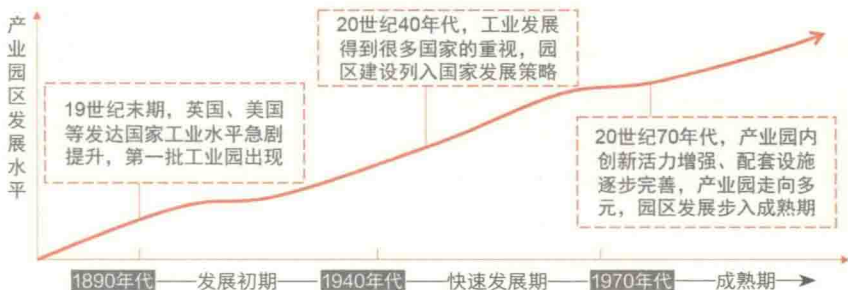 产业园区发展水平
20世纪40年代，工业发展
得到很多国家的重视，园
区建设列入国家发展策略
19世纪末期，英国、美国
等发达国家工业水平急剧
提升，第一批工业园出现
20世纪70年代，产业园内
创新活力增强、配套设施
逐步完善，产业园走向多
元，园区发展步入成熟期
1890年代 发展初期 1940年代 快速发展期 1970年代 成熟期